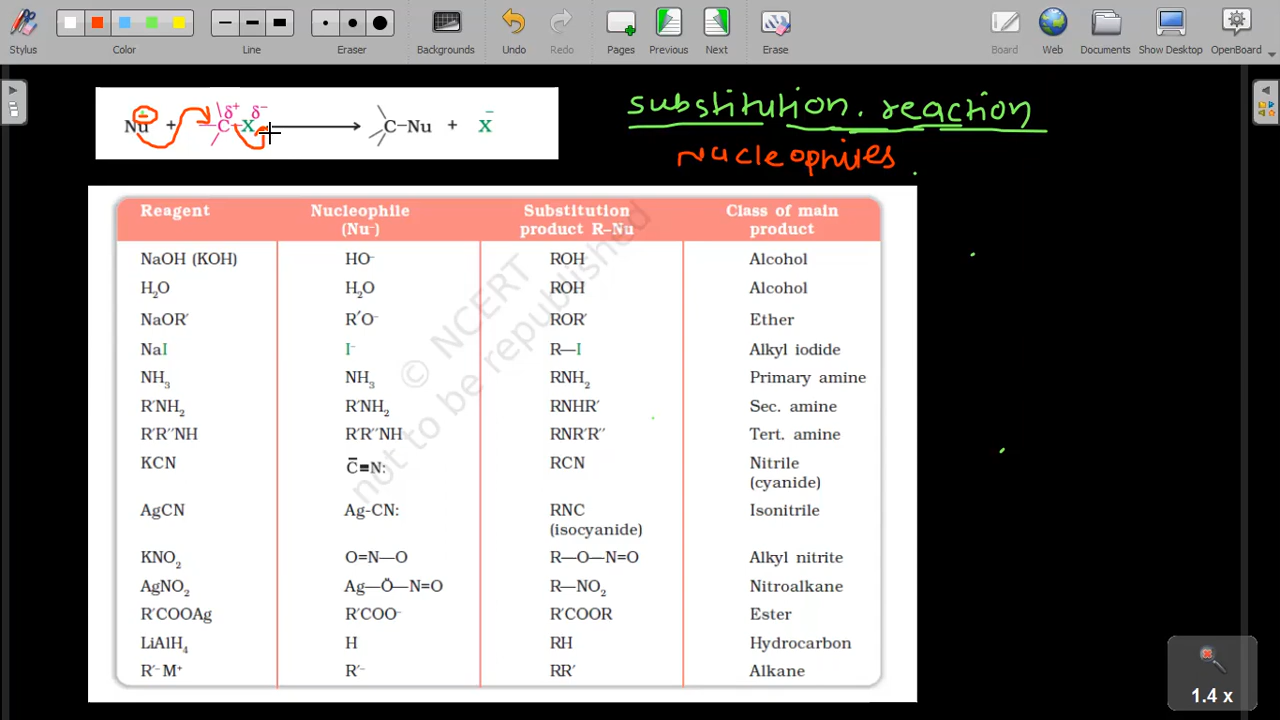 Stylus Color Line Eraser Backgrounds Undo Redo Pages Previous Next Erase Board Web Documents Show Desktop OpenBoard
Nu⁻ + C δ+ X δ− ⟶ C–Nu + X⁻
substitution. reaction
Nucleophiles
Reagent Nucleophile (Nu⁻) Substitution product R–Nu Class of main product
NaOH (KOH) HO⁻ ROH Alcohol
H₂O H₂O ROH Alcohol
NaOR′ R′O⁻ ROR′ Ether
NaI I⁻ R—I Alkyl iodide
NH₃ NH₃ RNH₂ Primary amine
R′NH₂ R′NH₂ RNHR′ Sec. amine
R′R′′NH R′R′′NH RNR′R′′ Tert. amine
KCN C̄≡N: RCN Nitrile
(cyanide)
AgCN Ag-CN: RNC Isonitrile
(isocyanide)
KNO₂ O=N—O R—O—N=O Alkyl nitrite
AgNO₂ Ag—Ö—N=O R—NO₂ Nitroalkane
R′COOAg R′COO⁻ R′COOR Ester
LiAlH₄ H RH Hydrocarbon
R′⁻ M⁺ R′⁻ RR′ Alkane
© NCERT
not to be republished
1.4 x